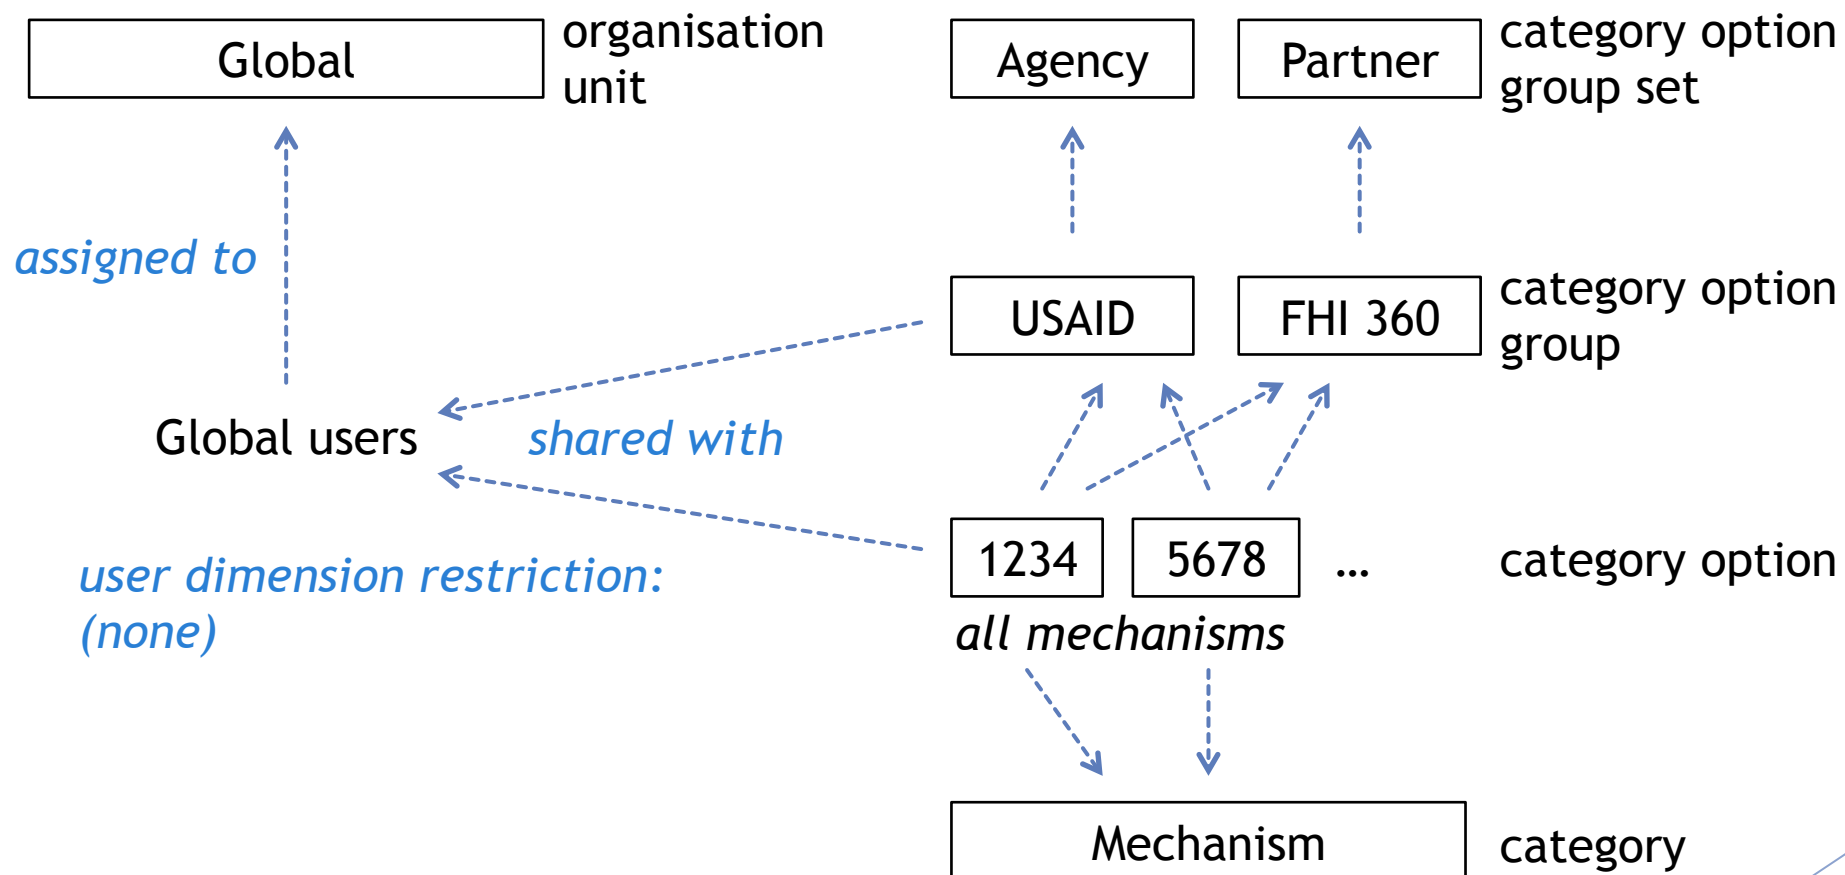 Global
organisation
unit
Agency
Partner
category option
group set
assigned to
USAID
FHI 360
category option
group
Global users
shared with
1234
5678
...
category option
user dimension restriction:
(none)
all mechanisms
Mechanism
category